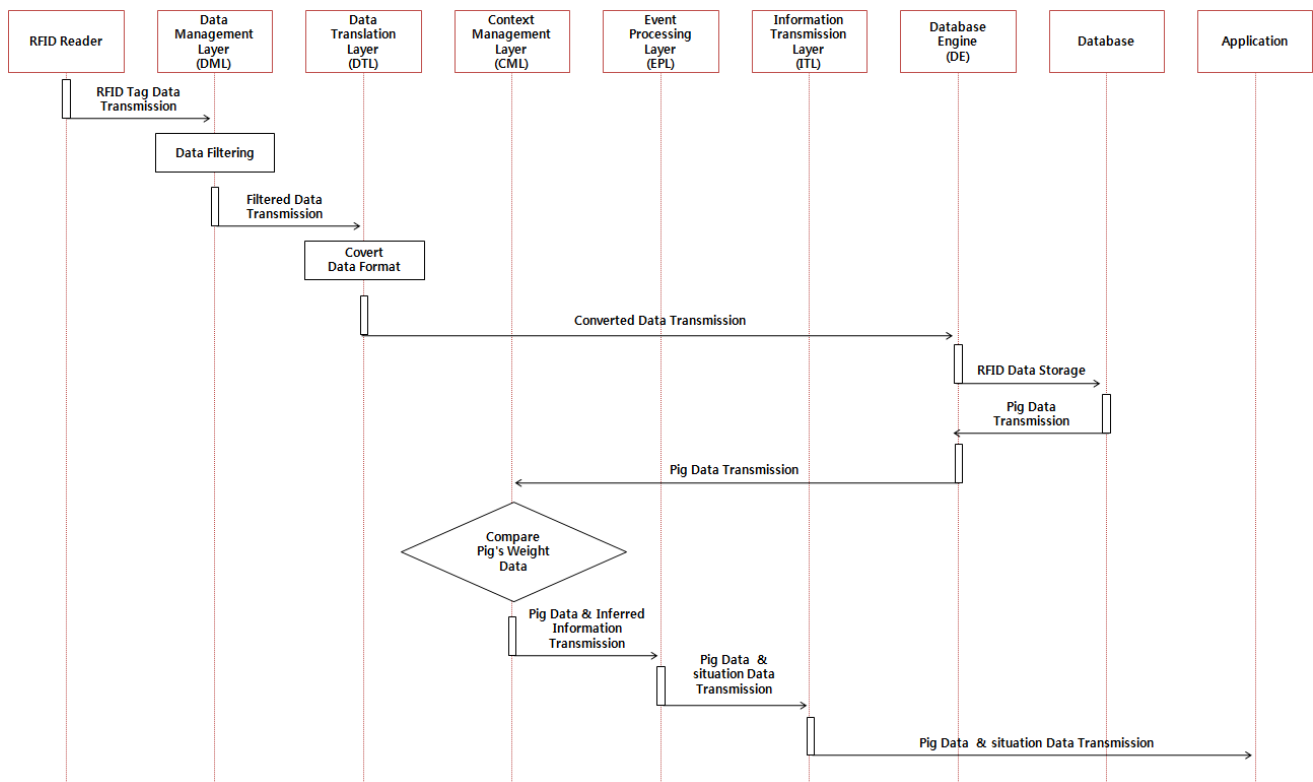 RFID Reader
Data
Management
Layer
(DML)
Data
Translation
Layer
(DTL)
Context
Management
Layer
(CML)
Event
Processing
Layer
(EPL)
Information
Transmission
Layer
(ITL)
Database
Engine
(DE)
Database
Application
RFID Tag Data
Transmission
Data Filtering
Filtered Data
Transmission
Covert
Data Format
Converted Data Transmission
RFID Data Storage
Pig Data
Transmission
Pig Data Transmission
Compare
Pig's Weight
Data
Pig Data & Inferred
Information
Transmission
Pig Data &
situation Data
Transmission
Pig Data & situation Data Transmission